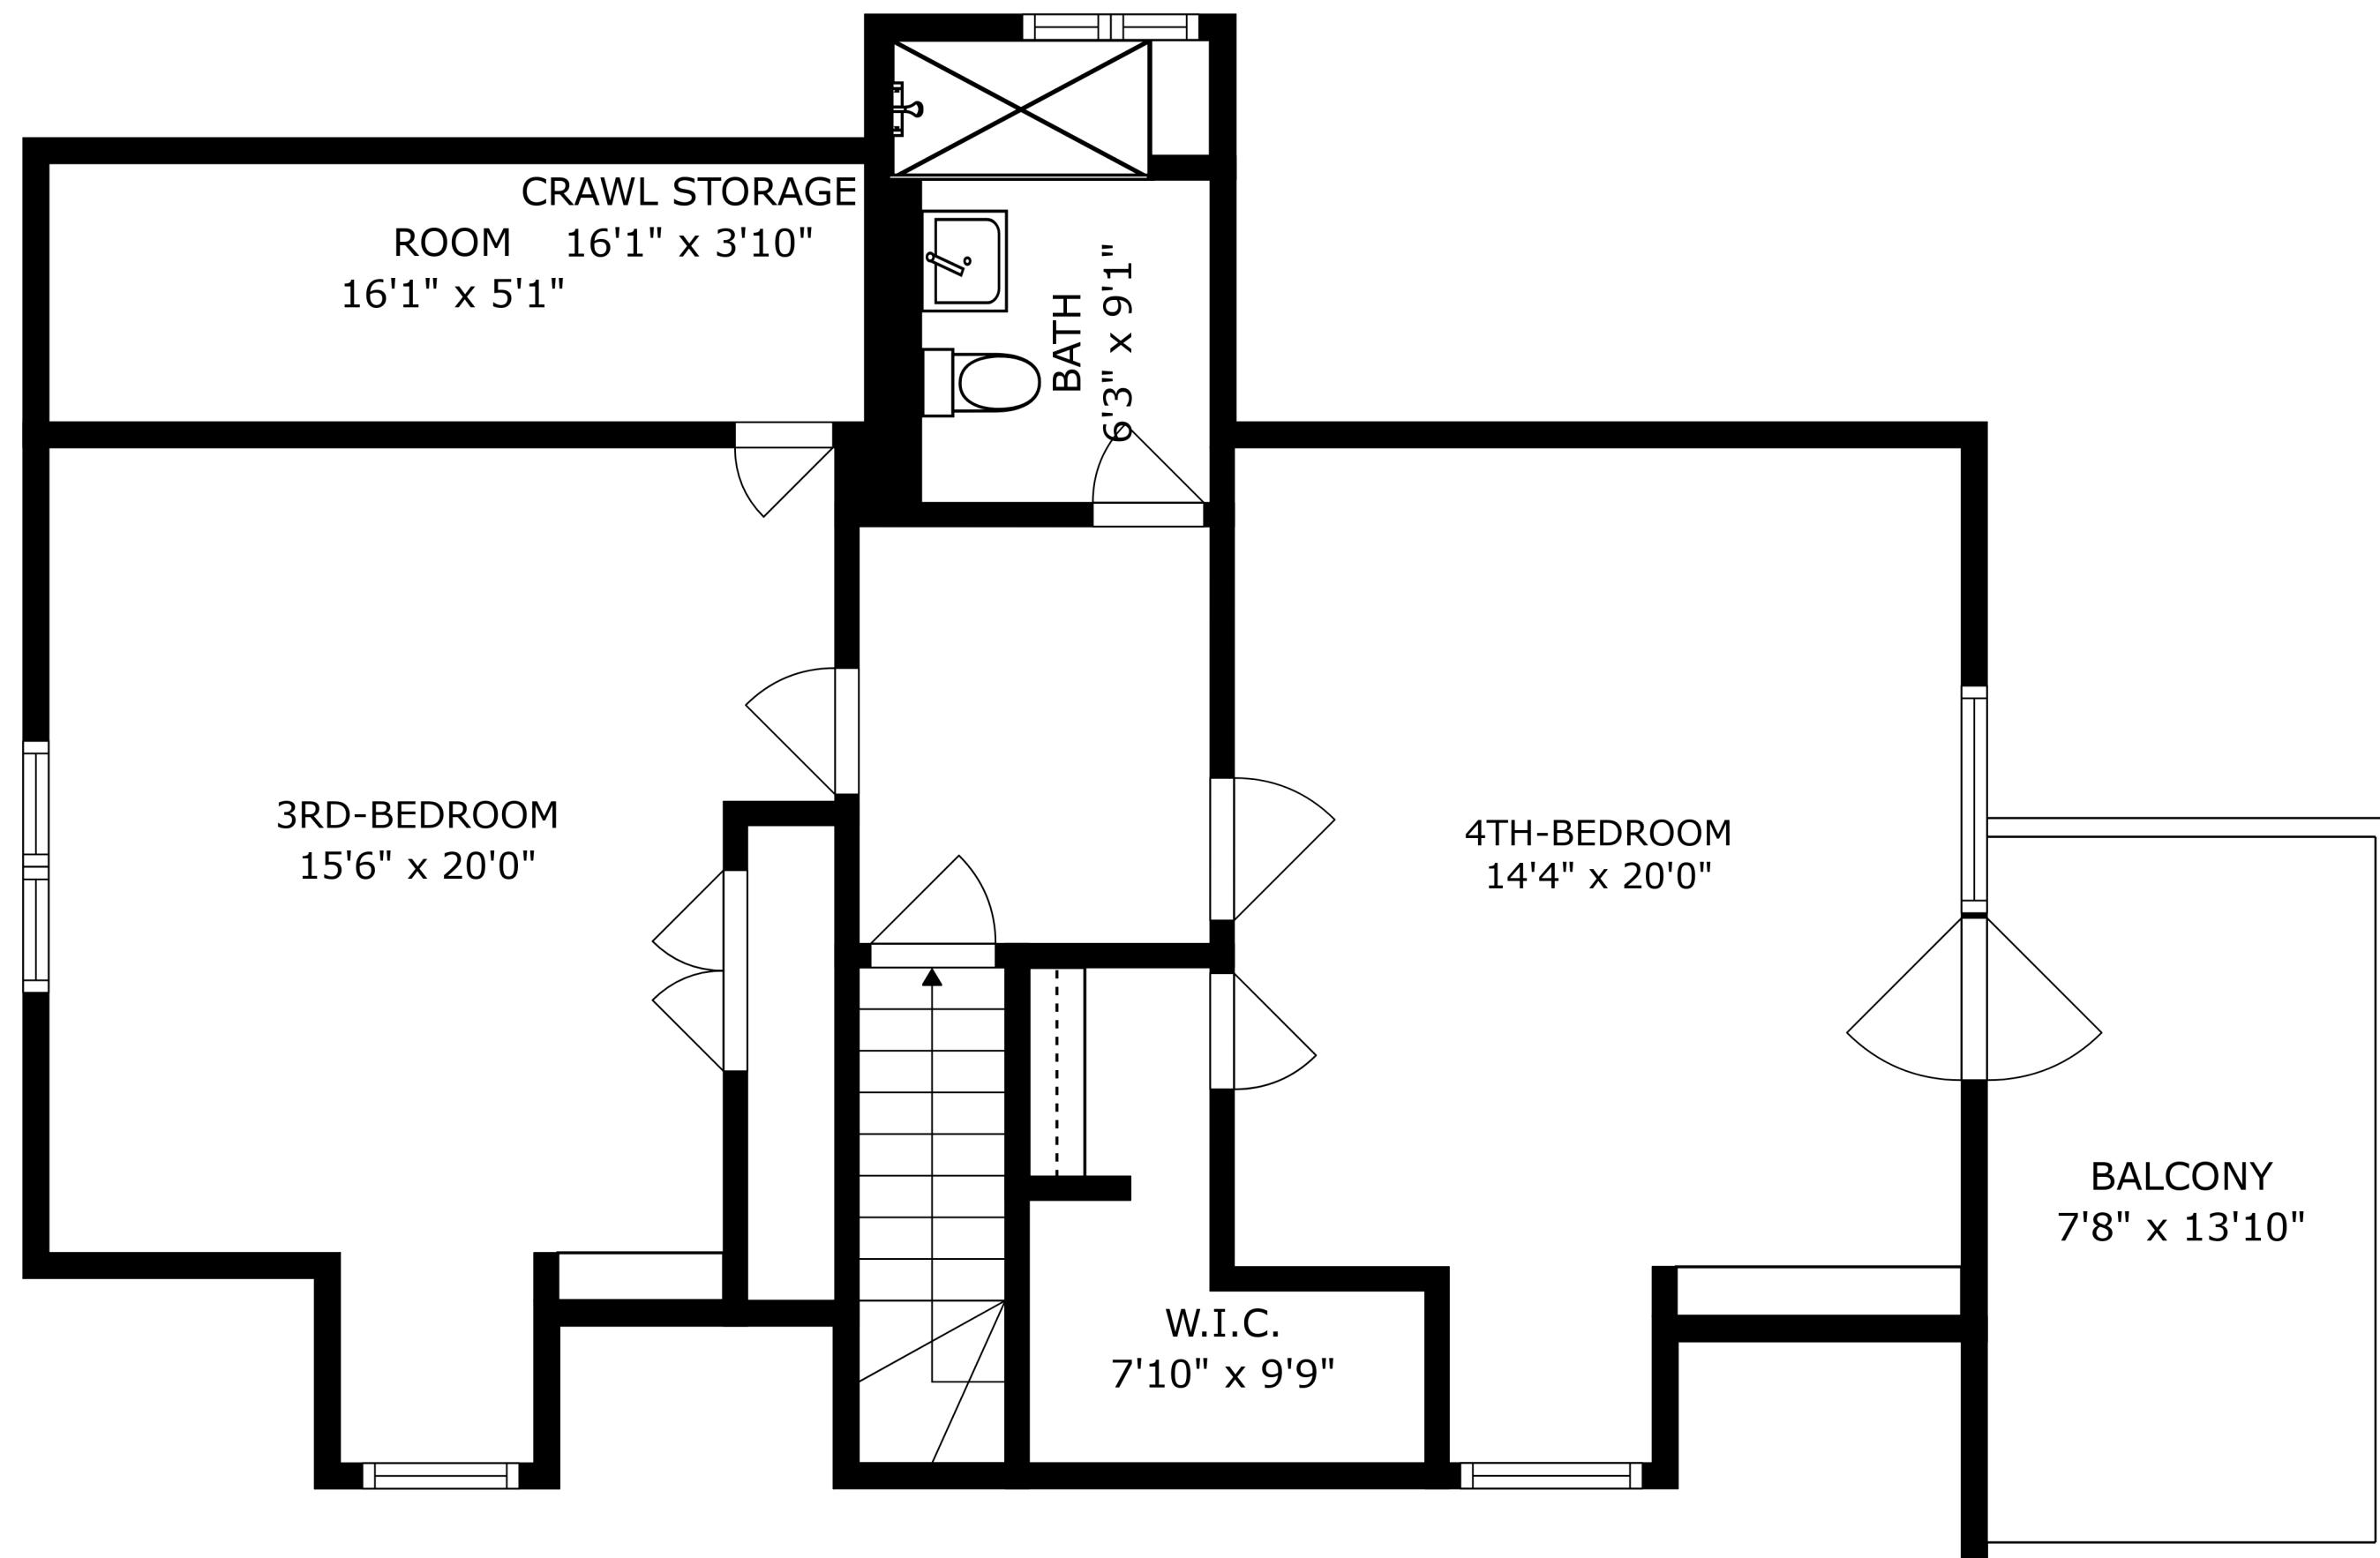 CRAWL STORAGE
ROOM 16'1" x 3'10"
16'1" x 5'1"
BATH
6'3" x 9'1"
3RD-BEDROOM
15'6" x 20'0"
4TH-BEDROOM
14'4" x 20'0"
BALCONY
7'8" x 13'10"
W.I.C.
7'10" x 9'9"